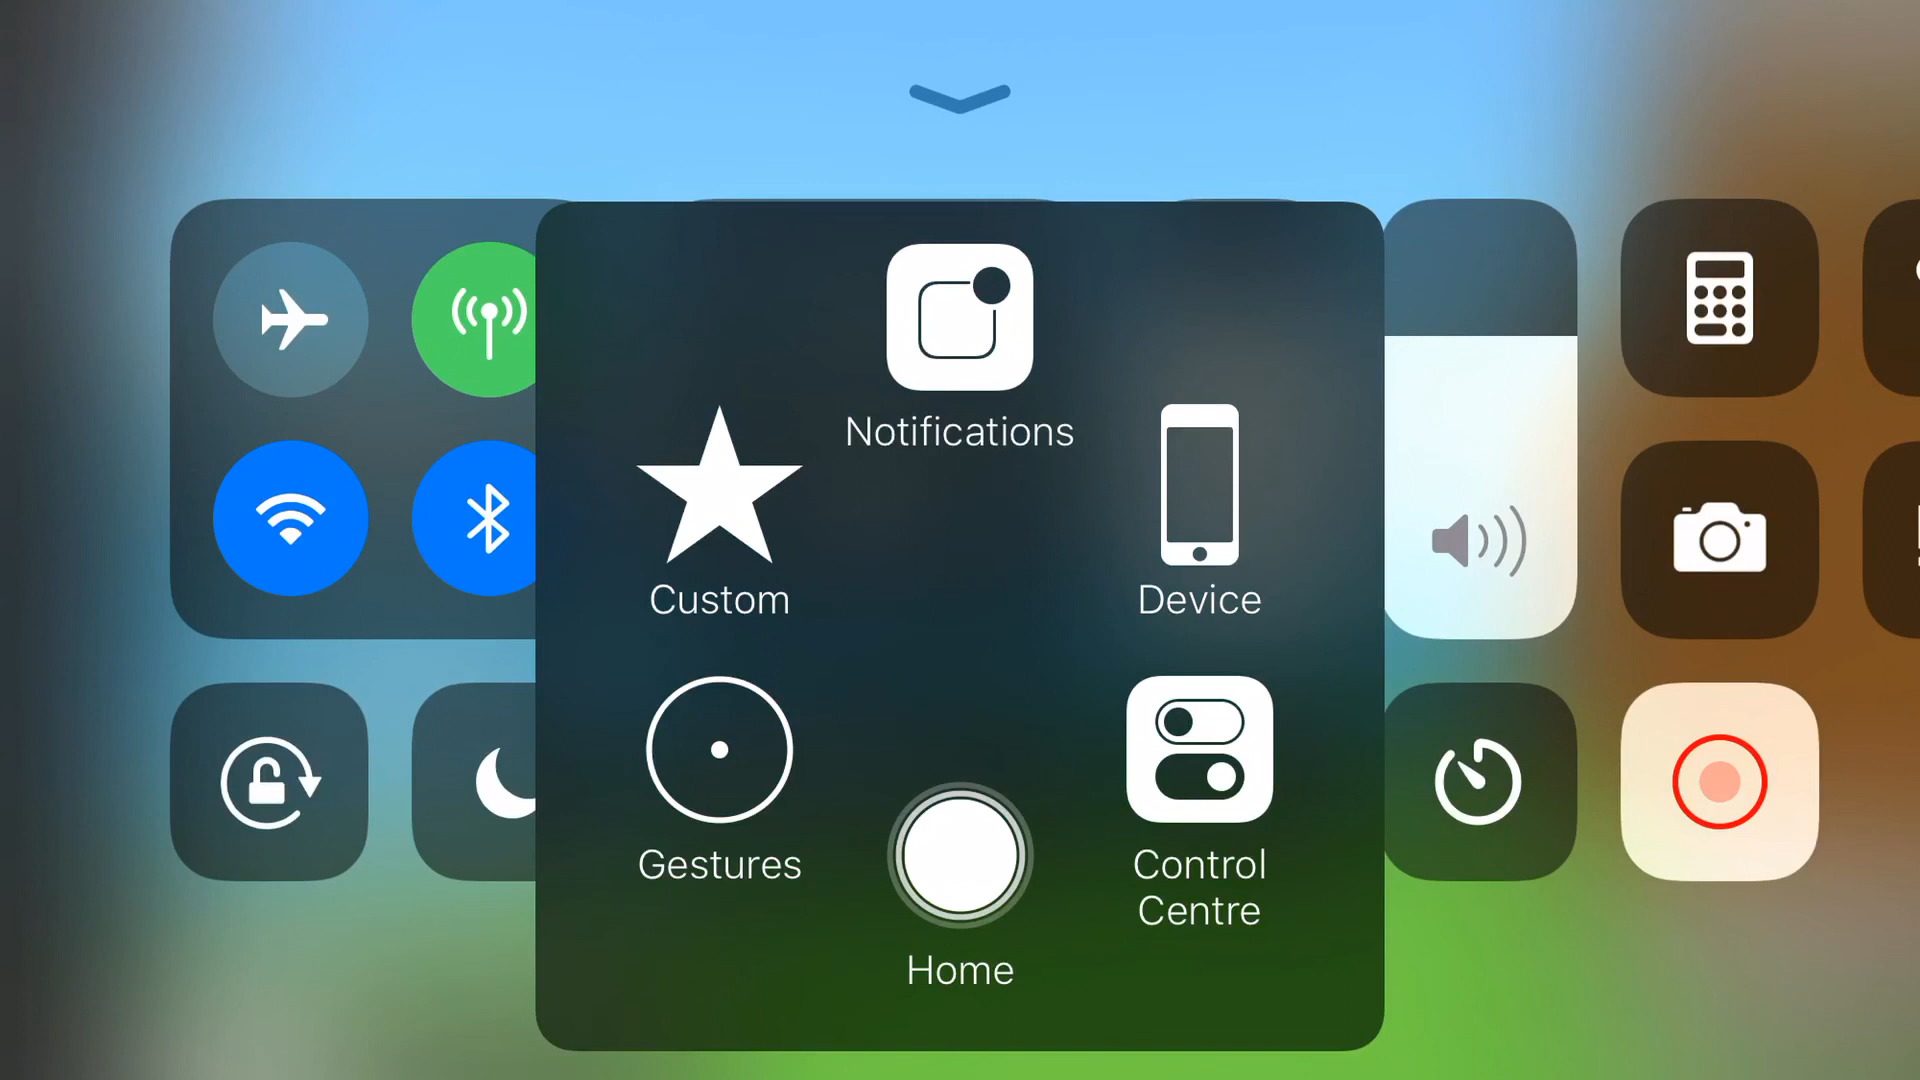 Notifications
Custom
Device
Gestures
Control
Centre
Home